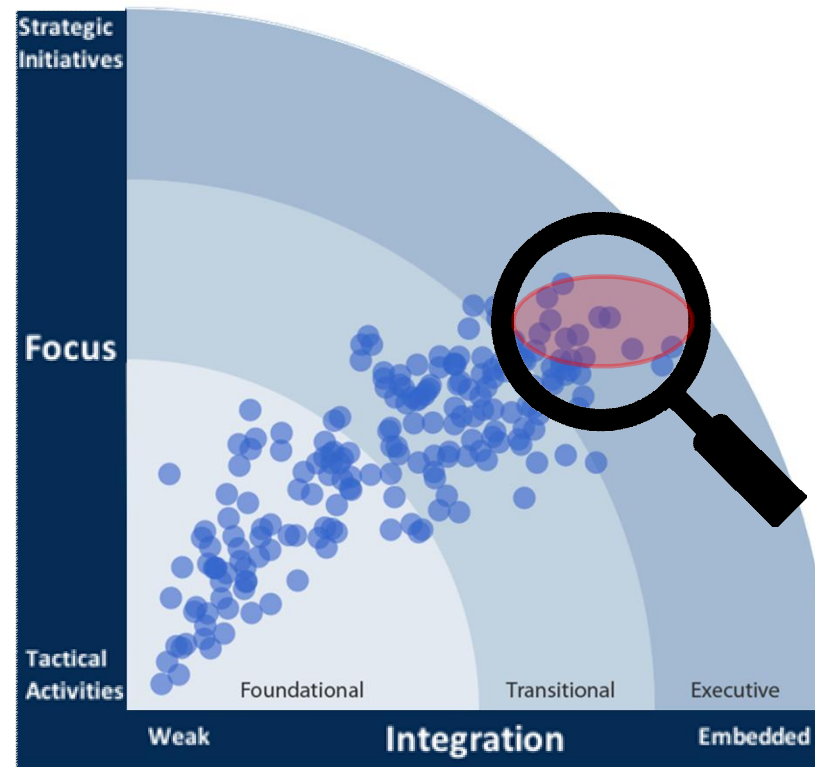 Strategic
Initiatives
Focus
Tactical
Activities
Foundational
Transitional
Executive
Weak
Integration
Embedded